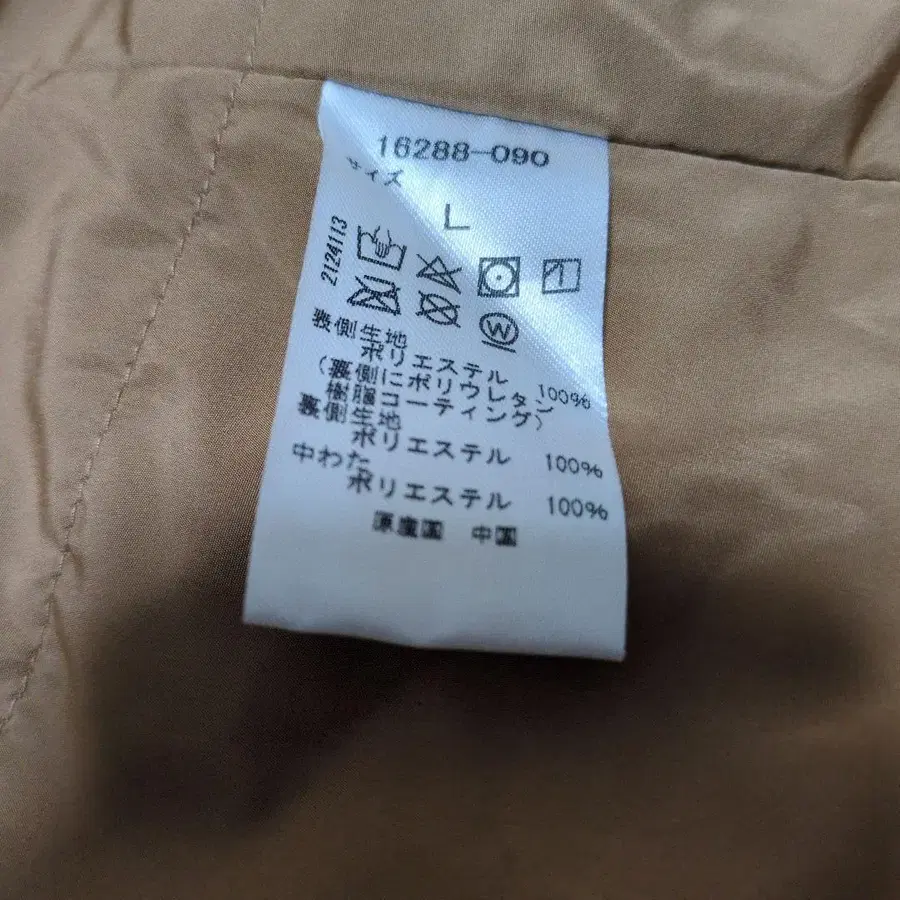 16288-090
サイズ
L
2124113
W
表側生地
ポリエステル 100%
(裏側にポリウレタン
樹脂コーティング)
裏側生地
ポリエステル 100%
中わた
ポリエステル 100%
原産国 中国